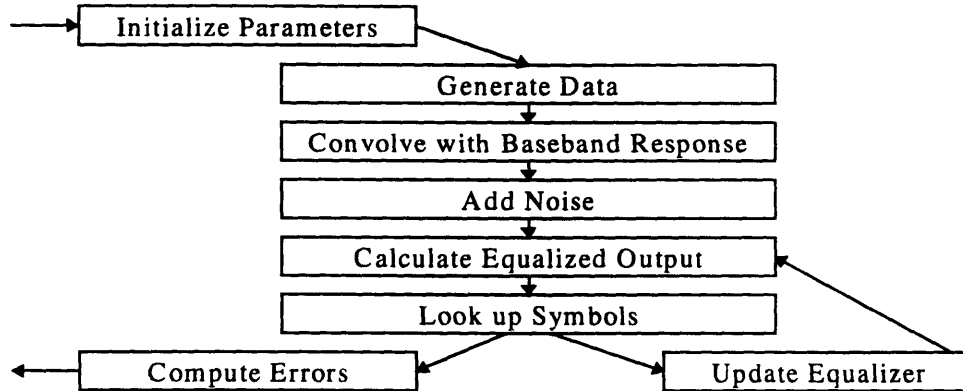 Initialize Parameters
Generate Data
Convolve with Baseband Response
Add Noise
Calculate Equalized Output
Look up Symbols
Compute Errors
Update Equalizer